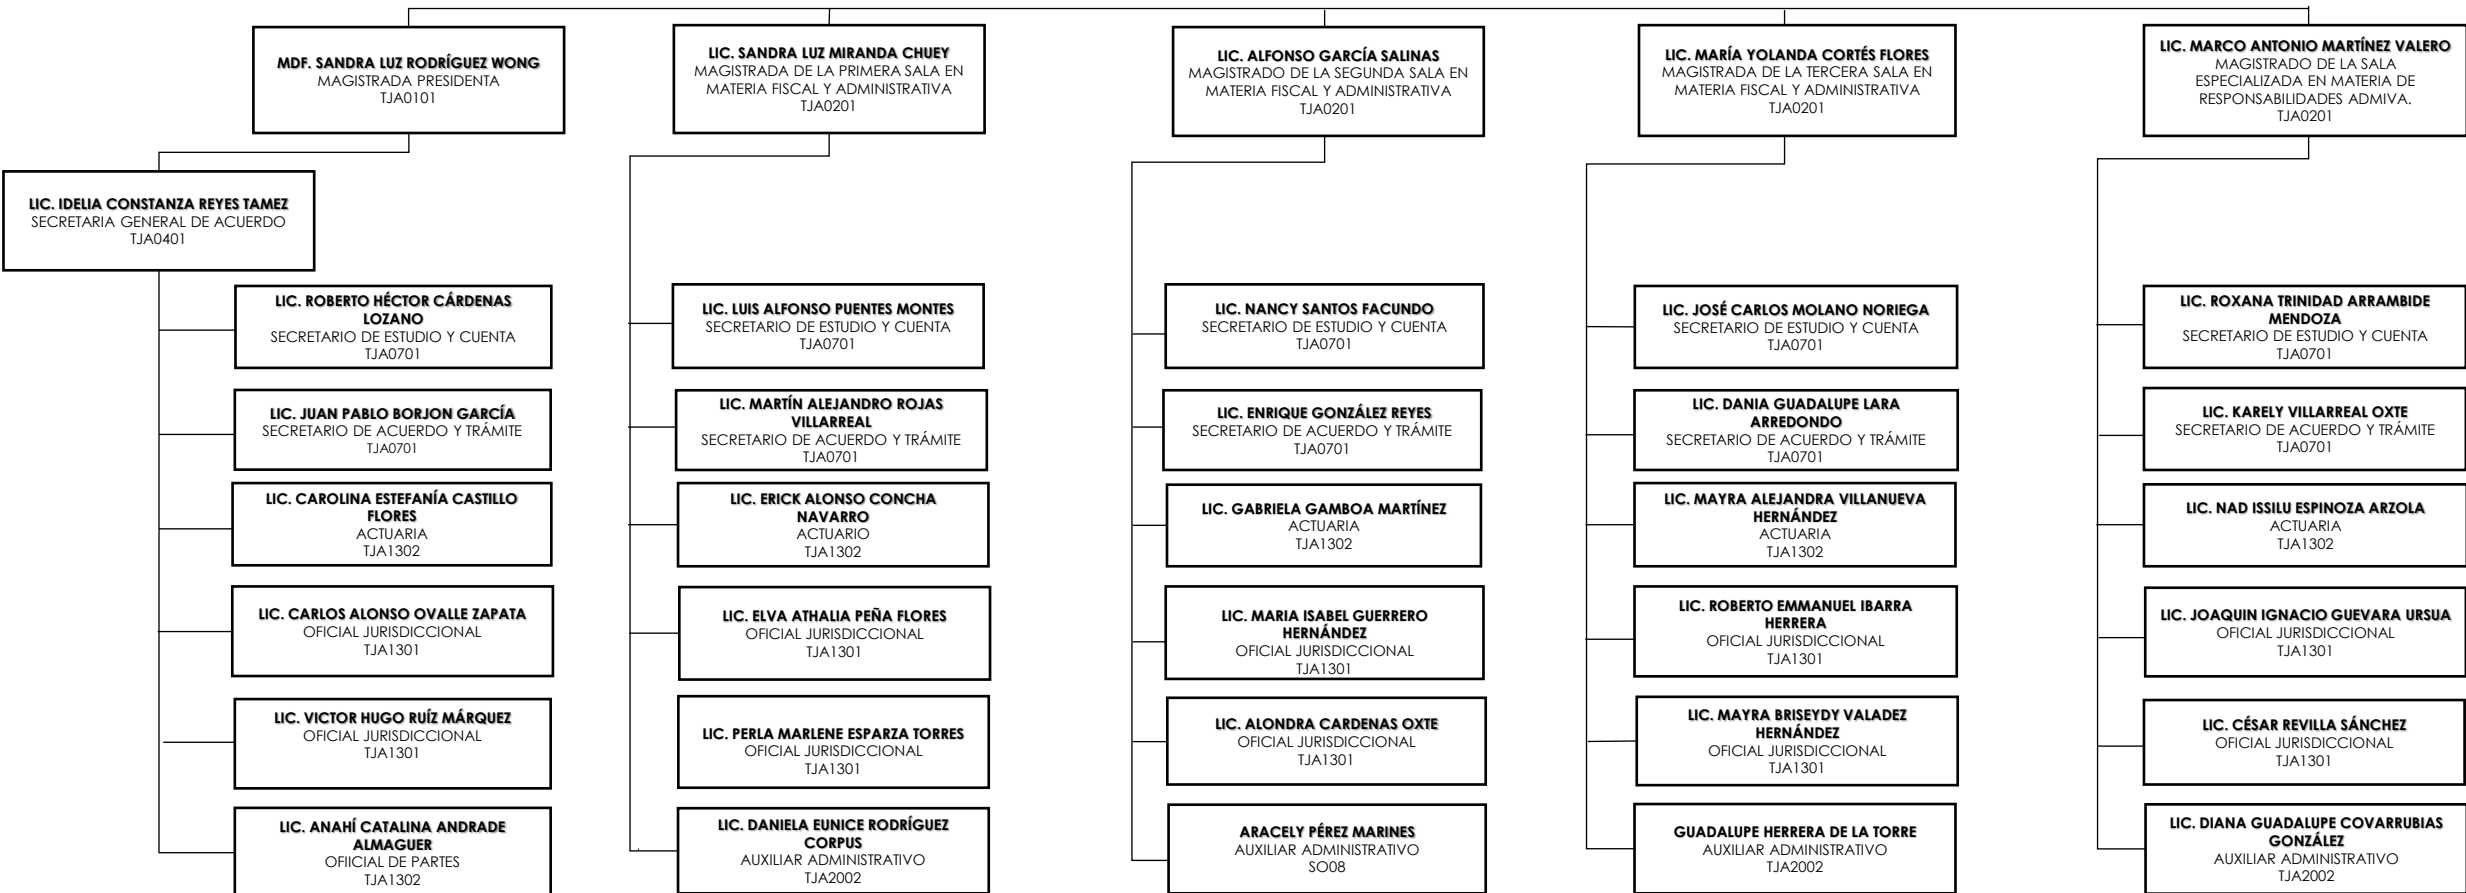 MDF. SANDRA LUZ RODRÍGUEZ WONG
MAGISTRADA PRESIDENTA
TJA0101
LIC. SANDRA LUZ MIRANDA CHUEY
MAGISTRADA DE LA PRIMERA SALA EN
MATERIA FISCAL Y ADMINISTRATIVA
TJA0201
LIC. ALFONSO GARCÍA SALINAS
MAGISTRADO DE LA SEGUNDA SALA EN
MATERIA FISCAL Y ADMINISTRATIVA
TJA0201
LIC. MARÍA YOLANDA CORTÉS FLORES
MAGISTRADA DE LA TERCERA SALA EN
MATERIA FISCAL Y ADMINISTRATIVA
TJA0201
LIC. MARCO ANTONIO MARTÍNEZ VALERO
MAGISTRADO DE LA SALA
ESPECIALIZADA EN MATERIA DE
RESPONSABILIDADES ADMIVA.
TJA0201
LIC. IDELIA CONSTANZA REYES TAMEZ
SECRETARIA GENERAL DE ACUERDO
TJA0401
LIC. ROBERTO HÉCTOR CÁRDENAS
LOZANO
SECRETARIO DE ESTUDIO Y CUENTA
TJA0701
LIC. LUIS ALFONSO PUENTES MONTES
SECRETARIO DE ESTUDIO Y CUENTA
TJA0701
LIC. NANCY SANTOS FACUNDO
SECRETARIO DE ESTUDIO Y CUENTA
TJA0701
LIC. JOSÉ CARLOS MOLANO NORIEGA
SECRETARIO DE ESTUDIO Y CUENTA
TJA0701
LIC. ROXANA TRINIDAD ARRAMBIDE
MENDOZA
SECRETARIO DE ESTUDIO Y CUENTA
TJA0701
LIC. JUAN PABLO BORJON GARCÍA
SECRETARIO DE ACUERDO Y TRÁMITE
TJA0701
LIC. MARTÍN ALEJANDRO ROJAS
VILLARREAL
SECRETARIO DE ACUERDO Y TRÁMITE
TJA0701
LIC. ENRIQUE GONZÁLEZ REYES
SECRETARIO DE ACUERDO Y TRÁMITE
TJA0701
LIC. DANIA GUADALUPE LARA
ARREDONDO
SECRETARIO DE ACUERDO Y TRÁMITE
TJA0701
LIC. KARELY VILLARREAL OXTE
SECRETARIO DE ACUERDO Y TRÁMITE
TJA0701
LIC. CAROLINA ESTEFANÍA CASTILLO
FLORES
ACTUARIA
TJA1302
LIC. ERICK ALONSO CONCHA
NAVARRO
ACTUARIO
TJA1302
LIC. GABRIELA GAMBOA MARTÍNEZ
ACTUARIA
TJA1302
LIC. MAYRA ALEJANDRA VILLANUEVA
HERNÁNDEZ
ACTUARIA
TJA1302
LIC. NAD ISSILU ESPINOZA ARZOLA
ACTUARIA
TJA1302
LIC. CARLOS ALONSO OVALLE ZAPATA
OFICIAL JURISDICCIONAL
TJA1301
LIC. ELVA ATHALIA PEÑA FLORES
OFICIAL JURISDICCIONAL
TJA1301
LIC. MARIA ISABEL GUERRERO
HERNÁNDEZ
OFICIAL JURISDICCIONAL
TJA1301
LIC. ROBERTO EMMANUEL IBARRA
HERRERA
OFICIAL JURISDICCIONAL
TJA1301
LIC. JOAQUIN IGNACIO GUEVARA URSUA
OFICIAL JURISDICCIONAL
TJA1301
LIC. VICTOR HUGO RUÍZ MÁRQUEZ
OFICIAL JURISDICCIONAL
TJA1301
LIC. PERLA MARLENE ESPARZA TORRES
OFICIAL JURISDICCIONAL
TJA1301
LIC. ALONDRA CARDENAS OXTE
OFICIAL JURISDICCIONAL
TJA1301
LIC. MAYRA BRISEYDY VALADEZ
HERNÁNDEZ
OFICIAL JURISDICCIONAL
TJA1301
LIC. CÉSAR REVILLA SÁNCHEZ
OFICIAL JURISDICCIONAL
TJA1301
LIC. ANAHÍ CATALINA ANDRADE
ALMAGUER
OFIICIAL DE PARTES
TJA1302
LIC. DANIELA EUNICE RODRÍGUEZ
CORPUS
AUXILIAR ADMINISTRATIVO
TJA2002
ARACELY PÉREZ MARINES
AUXILIAR ADMINISTRATIVO
SO08
GUADALUPE HERRERA DE LA TORRE
AUXILIAR ADMINISTRATIVO
TJA2002
LIC. DIANA GUADALUPE COVARRUBIAS
GONZÁLEZ
AUXILIAR ADMINISTRATIVO
TJA2002